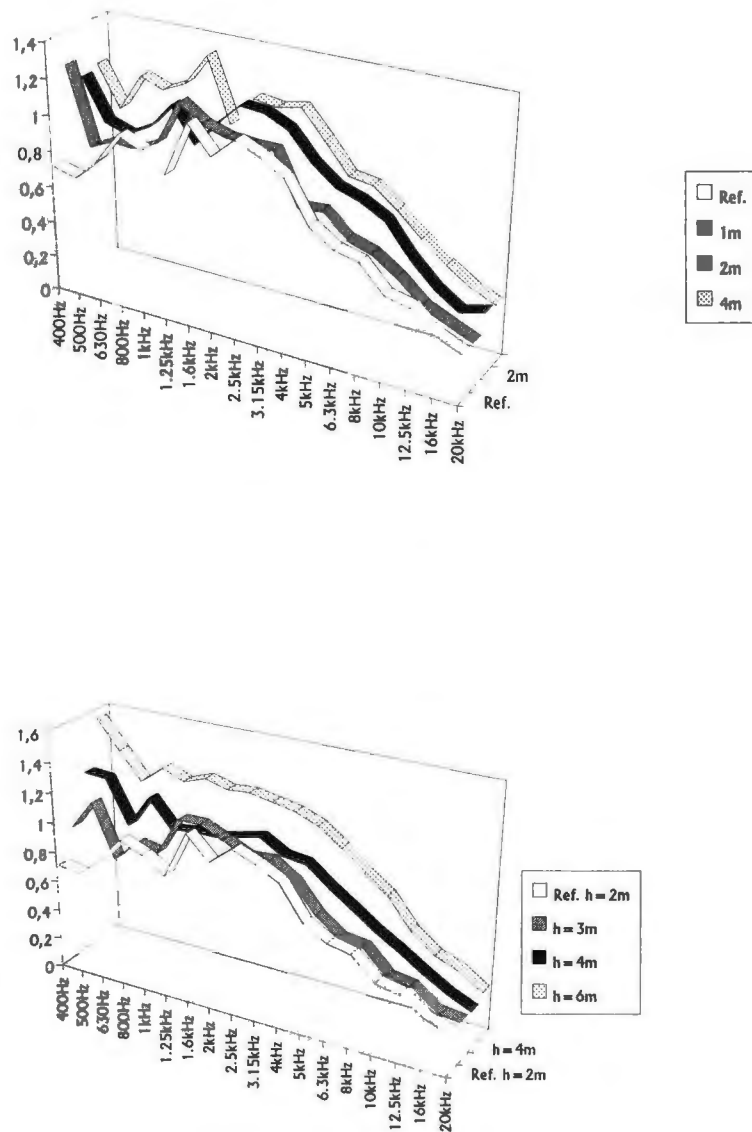 1,4
1,2
1
0,8
0,6
0,4
0,2
0
400Hz
500Hz
630Hz
800Hz
1kHz
1.25kHz
1.6kHz
2kHz
2.5kHz
3.15kHz
4kHz
5kHz
6.3kHz
8kHz
10kHz
12.5kHz
16kHz
20kHz
2m
Ref.
Ref.
1m
2m
4m
1,6
1,4
1,2
1
0,8
0,6
0,4
0,2
0
400Hz
500Hz
630Hz
800Hz
1kHz
1.25kHz
1.6kHz
2kHz
2.5kHz
3.15kHz
4kHz
5kHz
6.3kHz
8kHz
10kHz
12.5kHz
16kHz
20kHz
h=4m
Ref. h=2m
Ref. h=2m
h=3m
h=4m
h=6m